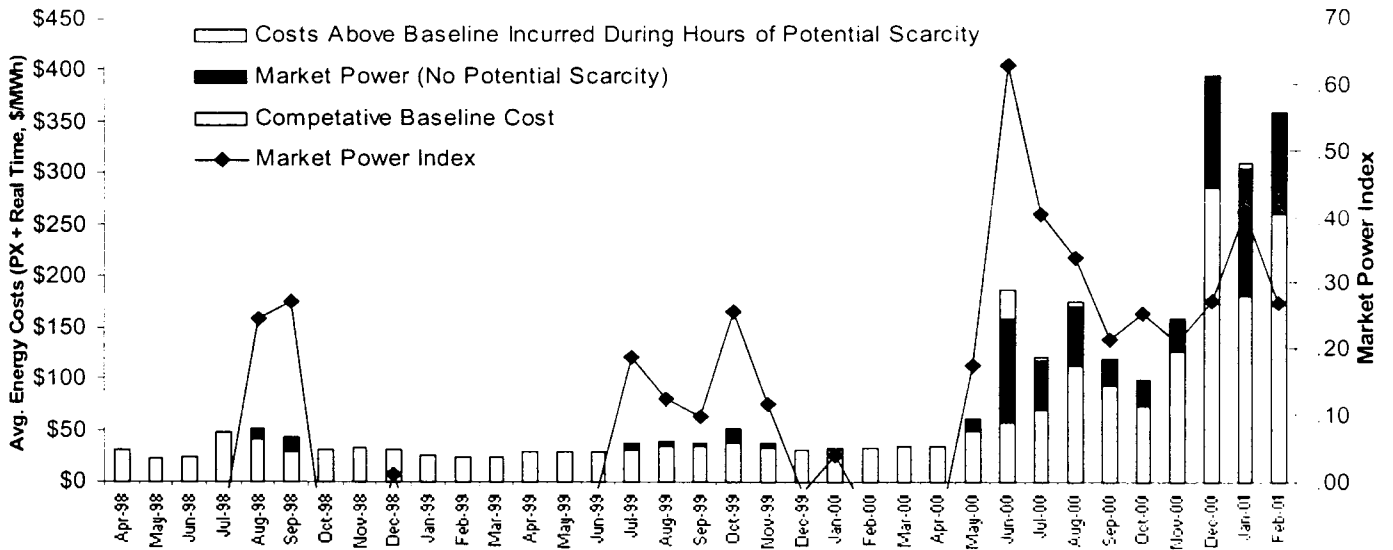 Costs Above Baseline Incurred During Hours of Potential Scarcity
Market Power (No Potential Scarcity)
Competative Baseline Cost
Market Power Index
Avg. Energy Costs (PX + Real Time, $/MWh)
$450
$400
$350
$300
$250
$200
$150
$100
$50
$0
70
.60
.50
.40
.30
.20
.10
.00
Market Power Index
Apr-98
May-98
Jun-98
Jul-98
Aug-98
Sep-98
Oct-98
Nov-98
Dec-98
Jan-99
Feb-99
Mar-99
Apr-99
May-99
Jun-99
Jul-99
Aug-99
Sep-99
Oct-99
Nov-99
Dec-99
Jan-00
Feb-00
Mar-00
Apr-00
May-00
Jun-00
Jul-00
Aug-00
Sep-00
Oct-00
Nov-00
Dec-00
Jan-01
Feb-01